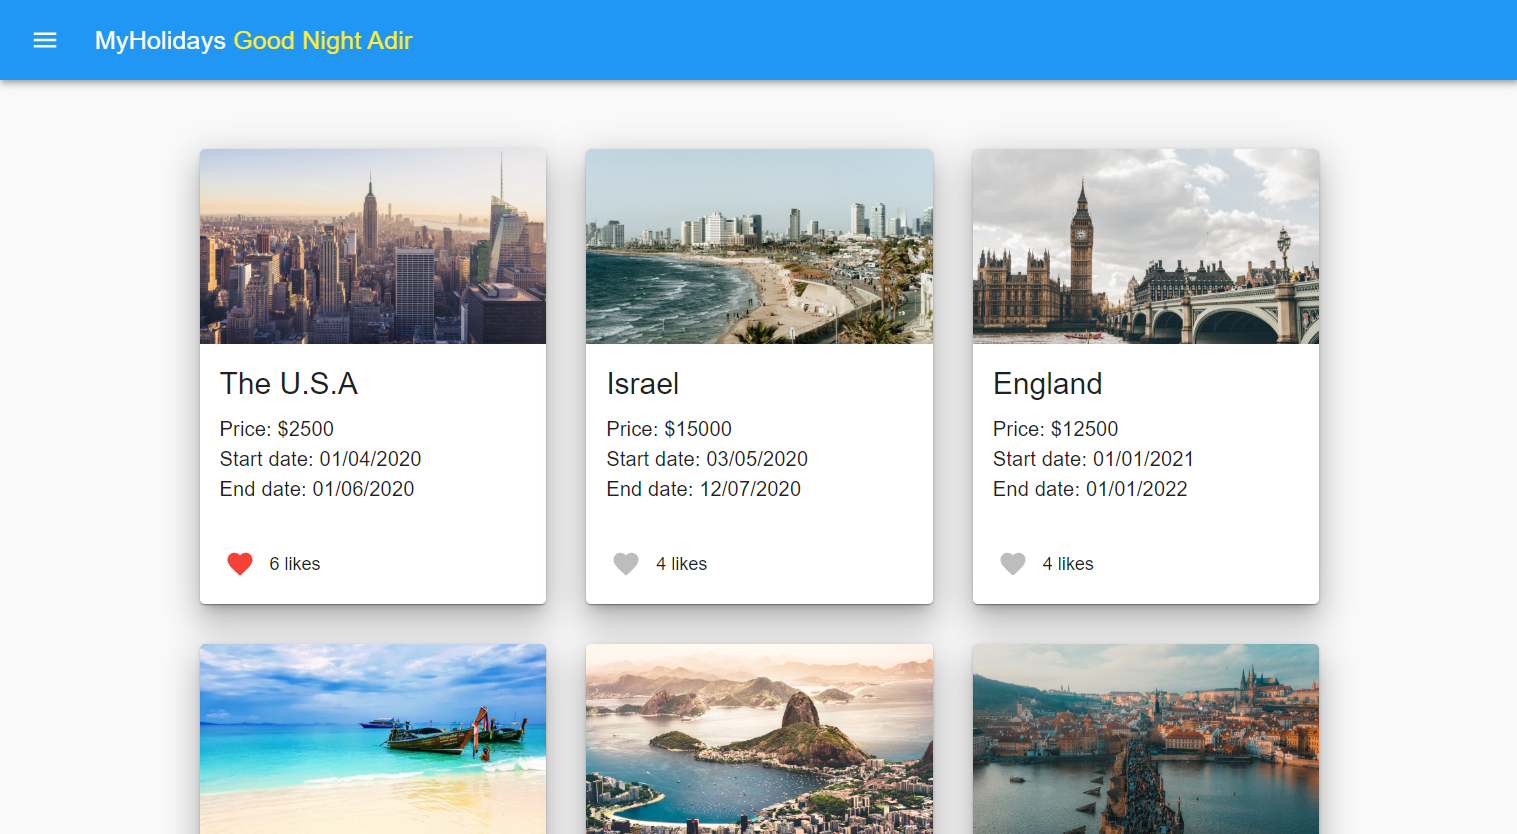 MyHolidays Good Night Adir
The U.S.A
Price: $2500
Start date: 01/04/2020
End date: 01/06/2020
6 likes
Israel
Price: $15000
Start date: 03/05/2020
End date: 12/07/2020
4 likes
England
Price: $12500
Start date: 01/01/2021
End date: 01/01/2022
4 likes